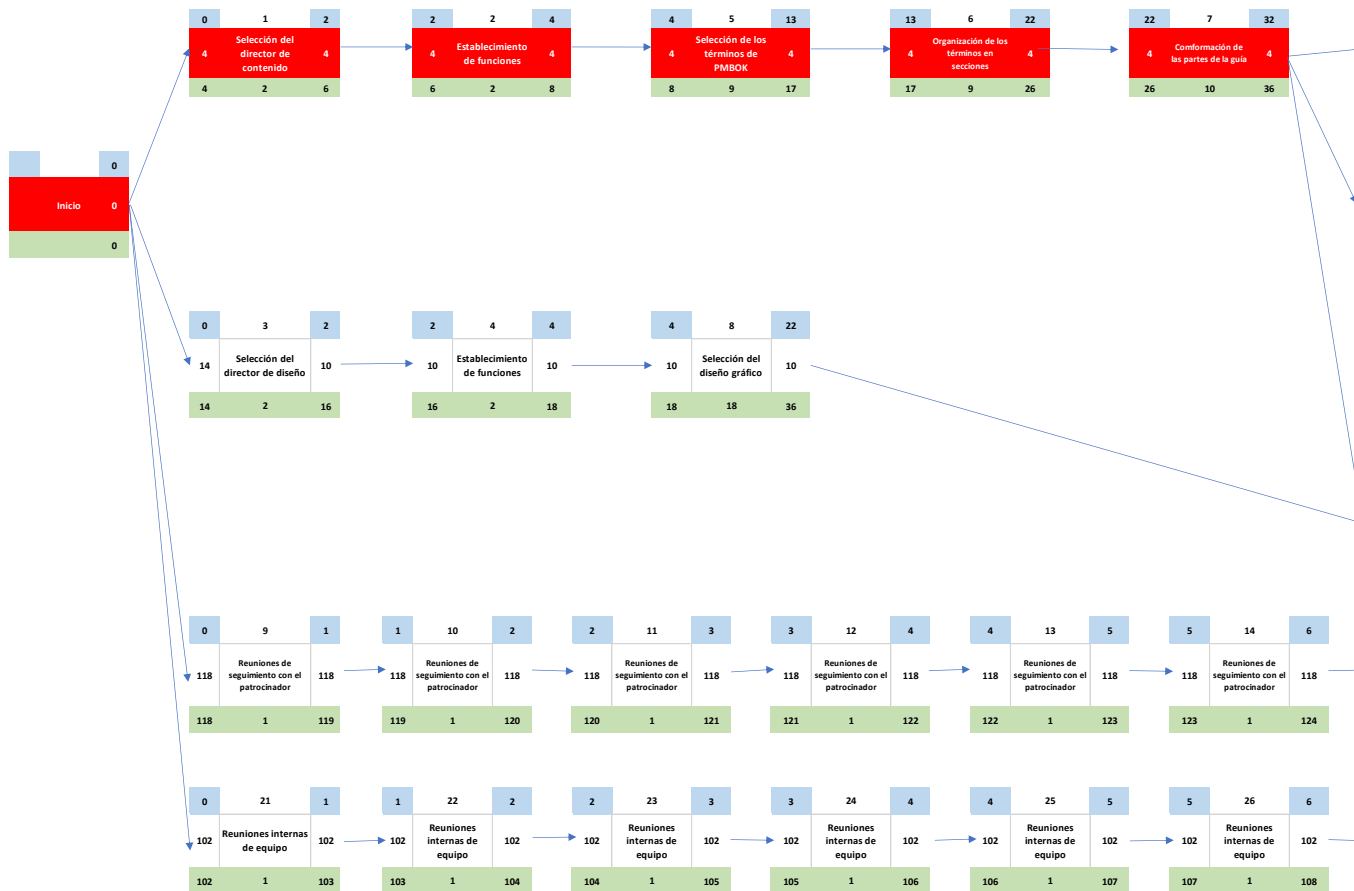 0 1 2
4 Selección del director de contenido 4
4 2 6
2 2 4
4 Establecimiento de funciones 4
6 2 8
4 5 13
4 Selección de los términos de PMBOK 4
8 9 17
13 6 22
4 Organización de los términos en secciones 4
17 9 26
22 7 32
4 Comformación de las partes de la guía 4
26 10 36
0
Inicio 0
0
0 3 2
14 Selección del director de diseño 10
14 2 16
2 4 4
10 Establecimiento de funciones 10
16 2 18
4 8 22
10 Selección del diseño gráfico 10
18 18 36
0 9 1
118 Reuniones de seguimiento con el patrocinador 118
118 1 119
1 10 2
118 Reuniones de seguimiento con el patrocinador 118
119 1 120
2 11 3
118 Reuniones de seguimiento con el patrocinador 118
120 1 121
3 12 4
118 Reuniones de seguimiento con el patrocinador 118
121 1 122
4 13 5
118 Reuniones de seguimiento con el patrocinador 118
122 1 123
5 14 6
118 Reuniones de seguimiento con el patrocinador 118
123 1 124
0 21 1
102 Reuniones internas de equipo 102
102 1 103
1 22 2
102 Reuniones internas de equipo 102
103 1 104
2 23 3
102 Reuniones internas de equipo 102
104 1 105
3 24 4
102 Reuniones internas de equipo 102
105 1 106
4 25 5
102 Reuniones internas de equipo 102
106 1 107
5 26 6
102 Reuniones internas de equipo 102
107 1 108